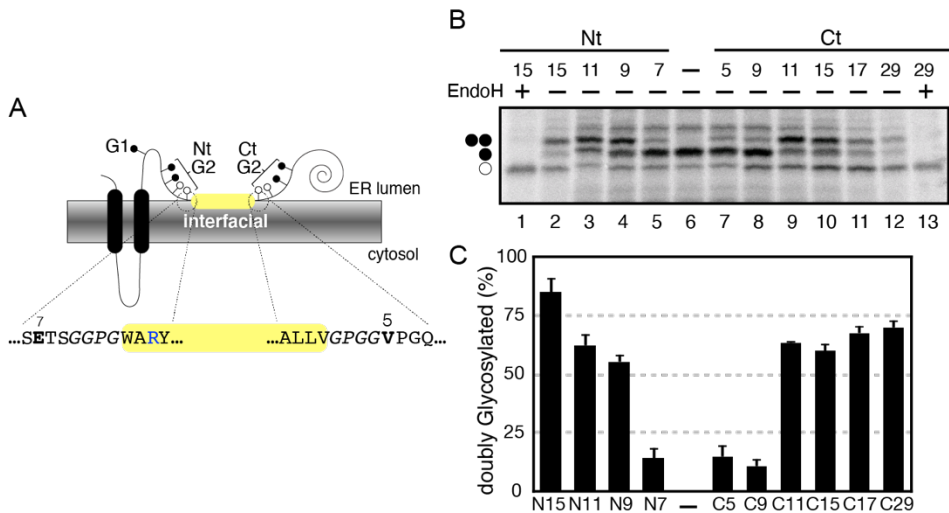 A
G1
Nt
G2
Ct
G2
ER lumen
interfacial
cytosol
7
5
...SETSGGPGWARY...
...ALLVGPGGVPGQ...
B
Nt
Ct
15 15 11 9 7 – 5 9 11 15 17 29 29
EndoH + – – – – – – – – – – – +
1 2 3 4 5 6 7 8 9 10 11 12 13
C
doubly Glycosylated (%)
100
75
50
25
0
N15 N11 N9 N7 – C5 C9 C11 C15 C17 C29